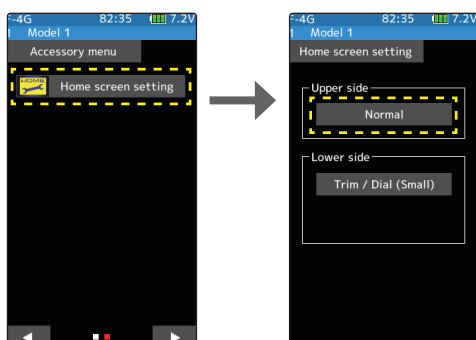 F-4G 82:35 7.2V
1 Model 1
Accessory menu
HOME Home screen setting
F-4G 82:35 7.2V
1 Model 1
Home screen setting
Upper side
Normal
Lower side
Trim / Dial (Small)